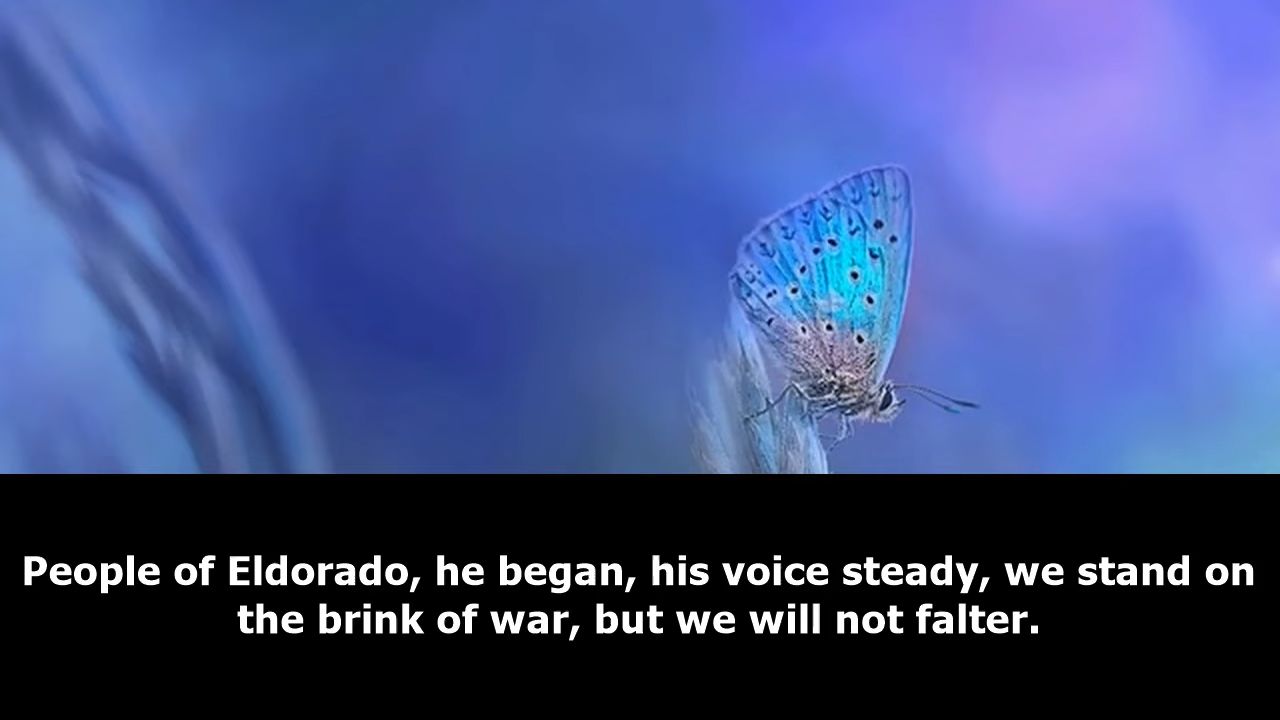 People of Eldorado, he began, his voice steady, we stand on
the brink of war, but we will not falter.